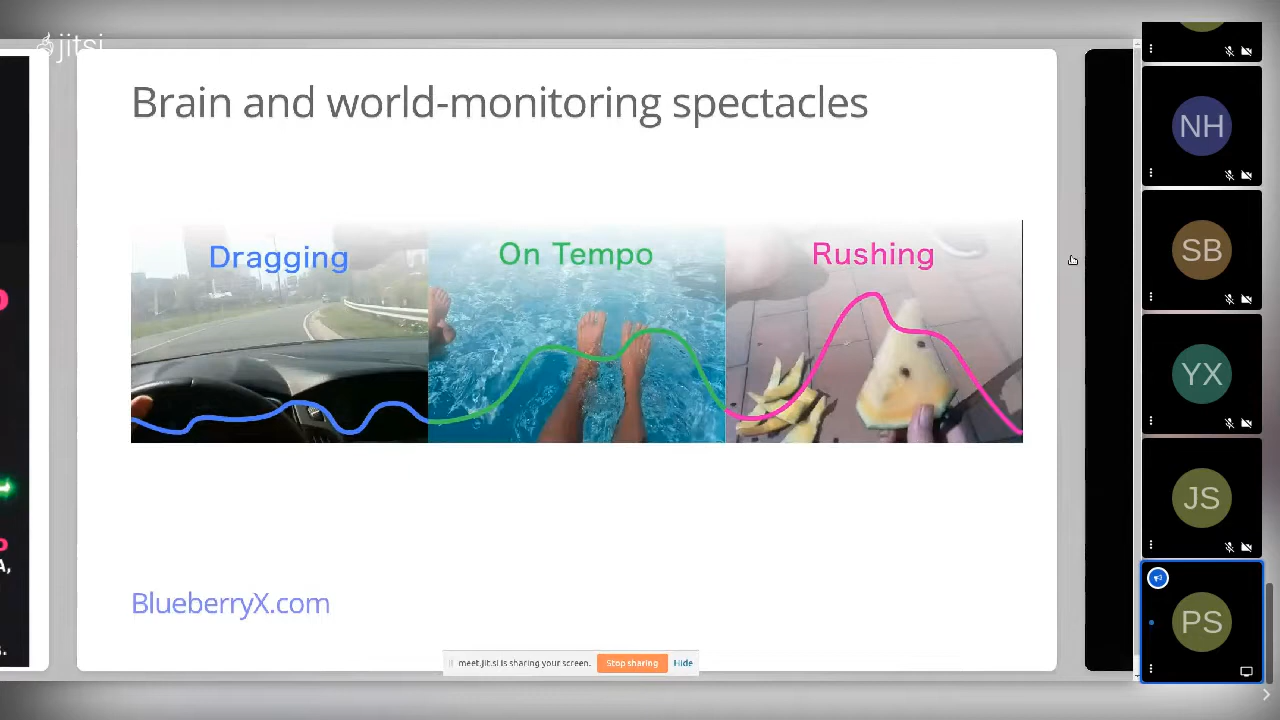 jitsi
Brain and world-monitoring spectacles
Dragging
On Tempo
Rushing
BlueberryX.com
meet.jit.si is sharing your screen.
Stop sharing
Hide
A,
NH
SB
YX
JS
PS